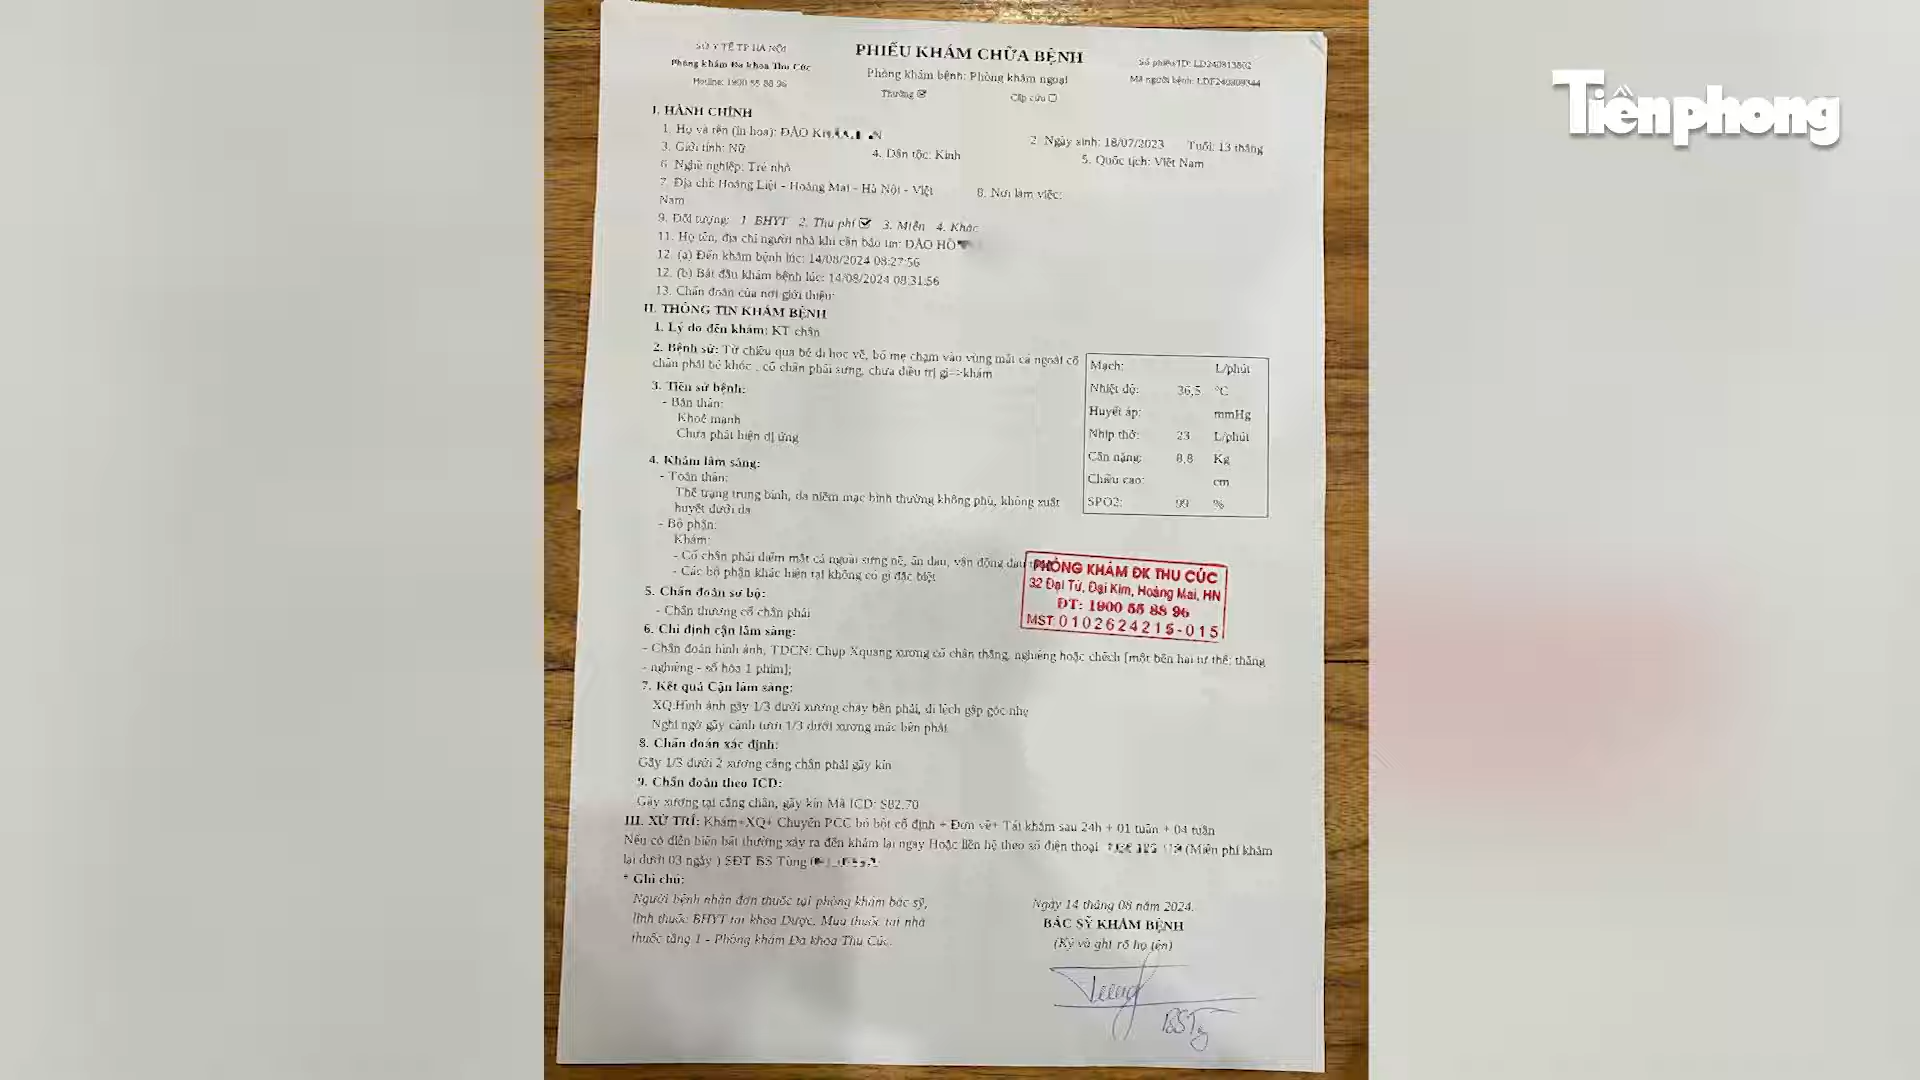 SỞ Y TẾ TP HÀ NỘI
Phòng khám Đa khoa Thu Cúc
Hotline: 1900 55 88 96
PHIẾU KHÁM CHỮA BỆNH
Phòng khám bệnh: Phòng khám ngoại
Thường ☑ Cấp cứu ☐
Số phiếu/ID: LD240813802
Mã người bệnh: LDF240809344
Tiền phong
I. HÀNH CHÍNH
1. Họ và tên (in hoa): ĐÀO
2. Ngày sinh: 18/07/2023 Tuổi: 13 tháng
3. Giới tính: Nữ 4. Dân tộc: Kinh 5. Quốc tịch: Việt Nam
6. Nghề nghiệp: Trẻ nhỏ
7. Địa chỉ: Hoàng Liệt - Hoàng Mai - Hà Nội - Việt 8. Nơi làm việc:
Nam
9. Đối tượng: 1 BHYT 2. Thu phí ☑ 3. Miễn 4. Khác
11. Họ tên, địa chỉ người nhà khi cần báo tin: ĐÀO
12. (a) Đến khám bệnh lúc: 14/08/2024 08:27:56
12. (b) Bắt đầu khám bệnh lúc: 14/08/2024 08:31:56
13. Chẩn đoán của nơi giới thiệu:
II. THÔNG TIN KHÁM BỆNH
1. Lý do đến khám: KT chân
2. Bệnh sử: Từ chiều qua bé đi học về, bố mẹ chạm vào vùng mắt cá ngoài cổ
chân phải bé khóc , cổ chân phải sưng, chưa điều trị gì=>khám
3. Tiền sử bệnh:
- Bản thân:
Khoẻ mạnh
Chưa phát hiện dị ứng
Mạch: L/phút
Nhiệt độ: 36,5 °C
Huyết áp: mmHg
Nhịp thở: 23 L/phút
Cân nặng: 8,8 Kg
Chiều cao: cm
SPO2: 99 %
4. Khám lâm sàng:
- Toàn thân:
Thể trạng trung bình, da niêm mạc bình thường không phù, không xuất
huyết dưới da
- Bộ phận:
Khám:
- Cổ chân phải điểm mắt cá ngoài sưng nề, ấn đau, vận động đau
- Các bộ phận khác hiện tại không có gì đặc biệt
PHÒNG KHÁM ĐK THU CÚC
32 Đại Từ, Đại Kim, Hoàng Mai, HN
ĐT: 1900 55 88 96
MST: 0102624215-015
5. Chẩn đoán sơ bộ:
- Chấn thương cổ chân phải
6. Chỉ định cận lâm sàng:
- Chẩn đoán hình ảnh, TDCN: Chụp Xquang xương cổ chân thẳng, nghiêng hoặc chếch [một bên hai tư thế: thẳng
- nghiêng - số hóa 1 phim];
7. Kết quả Cận lâm sàng:
XQ:Hình ảnh gãy 1/3 dưới xương chày bên phải, di lệch gấp góc nhẹ
Nghi ngờ gãy cành tươi 1/3 dưới xương mác bên phải
8. Chẩn đoán xác định:
Gãy 1/3 dưới 2 xương cẳng chân phải gãy kín
9. Chẩn đoán theo ICD:
Gãy xương tại cẳng chân, gãy kín Mã ICD: S82.70
III. XỬ TRÍ: Khám+XQ+ Chuyển PCC bó bột cố định + Đơn về+ Tái khám sau 24h + 01 tuần + 04 tuần
Nếu có diễn biến bất thường xảy ra đến khám lại ngay Hoặc liên hệ theo số điện thoại (Miễn phí khám
lại dưới 03 ngày ) SĐT BS Tùng
* Ghi chú:
Người bệnh nhận đơn thuốc tại phòng khám bác sỹ,
lĩnh thuốc BHYT tại khoa Dược. Mua thuốc tại nhà
thuốc tầng 1 - Phòng khám Đa khoa Thu Cúc.
Ngày 14 tháng 08 năm 2024.
BÁC SỸ KHÁM BỆNH
(Ký và ghi rõ họ tên)